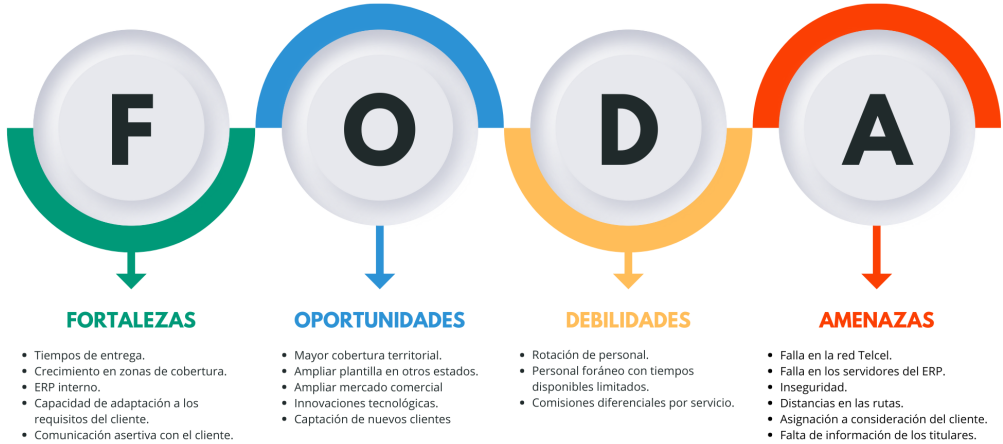 F
O
D
A
FORTALEZAS
• Tiempos de entrega.
• Crecimiento en zonas de cobertura.
• ERP interno.
• Capacidad de adaptación a los
requisitos del cliente.
• Comunicación asertiva con el cliente.
OPORTUNIDADES
• Mayor cobertura territorial.
• Ampliar plantilla en otros estados.
• Ampliar mercado comercial
• Innovaciones tecnológicas.
• Captación de nuevos clientes
DEBILIDADES
• Rotación de personal.
• Personal foráneo con tiempos
disponibles limitados.
• Comisiones diferenciales por servicio.
AMENAZAS
• Falla en la red Telcel.
• Falla en los servidores del ERP.
• Inseguridad.
• Distancias en las rutas.
• Asignación a consideración del cliente.
• Falta de información de los titulares.